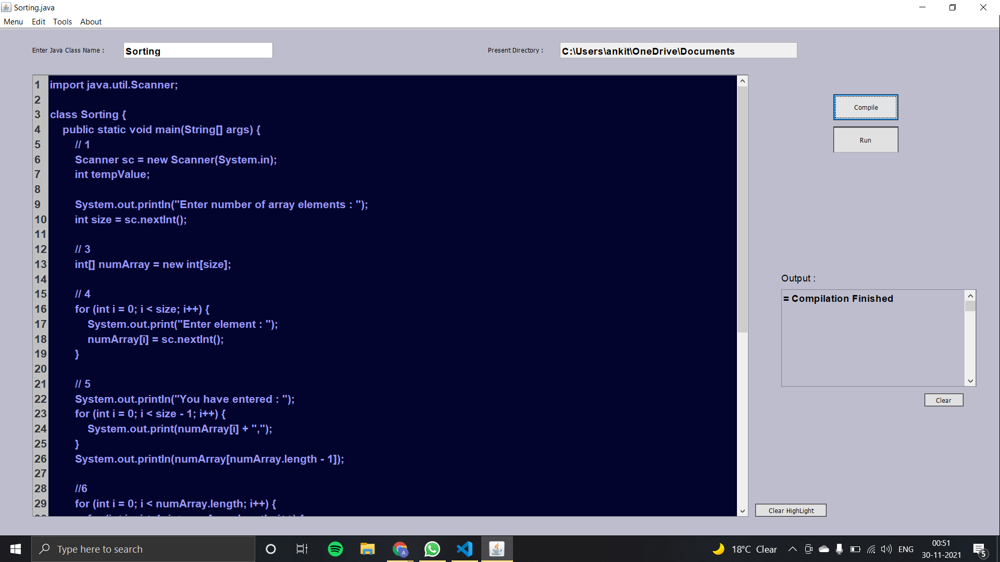 Sorting.java
Menu Edit Tools About
Enter Java Class Name : Sorting
Present Directory : C:\Users\ankit\OneDrive\Documents
1 import java.util.Scanner;
2
3 class Sorting {
4 public static void main(String[] args) {
5 // 1
6 Scanner sc = new Scanner(System.in);
7 int tempValue;
8
9 System.out.println("Enter number of array elements : ");
10 int size = sc.nextInt();
11
12 // 3
13 int[] numArray = new int[size];
14
15 // 4
16 for (int i = 0; i < size; i++) {
17 System.out.print("Enter element : ");
18 numArray[i] = sc.nextInt();
19 }
20
21 // 5
22 System.out.println("You have entered : ");
23 for (int i = 0; i < size - 1; i++) {
24 System.out.print(numArray[i] + ",");
25 }
26 System.out.println(numArray[numArray.length - 1]);
27
28 //6
29 for (int i = 0; i < numArray.length; i++) {
Compile
Run
Output :
= Compilation Finished
Clear
Clear HighLight
Type here to search
A
18°C Clear
ENG
00:51
30-11-2021
5